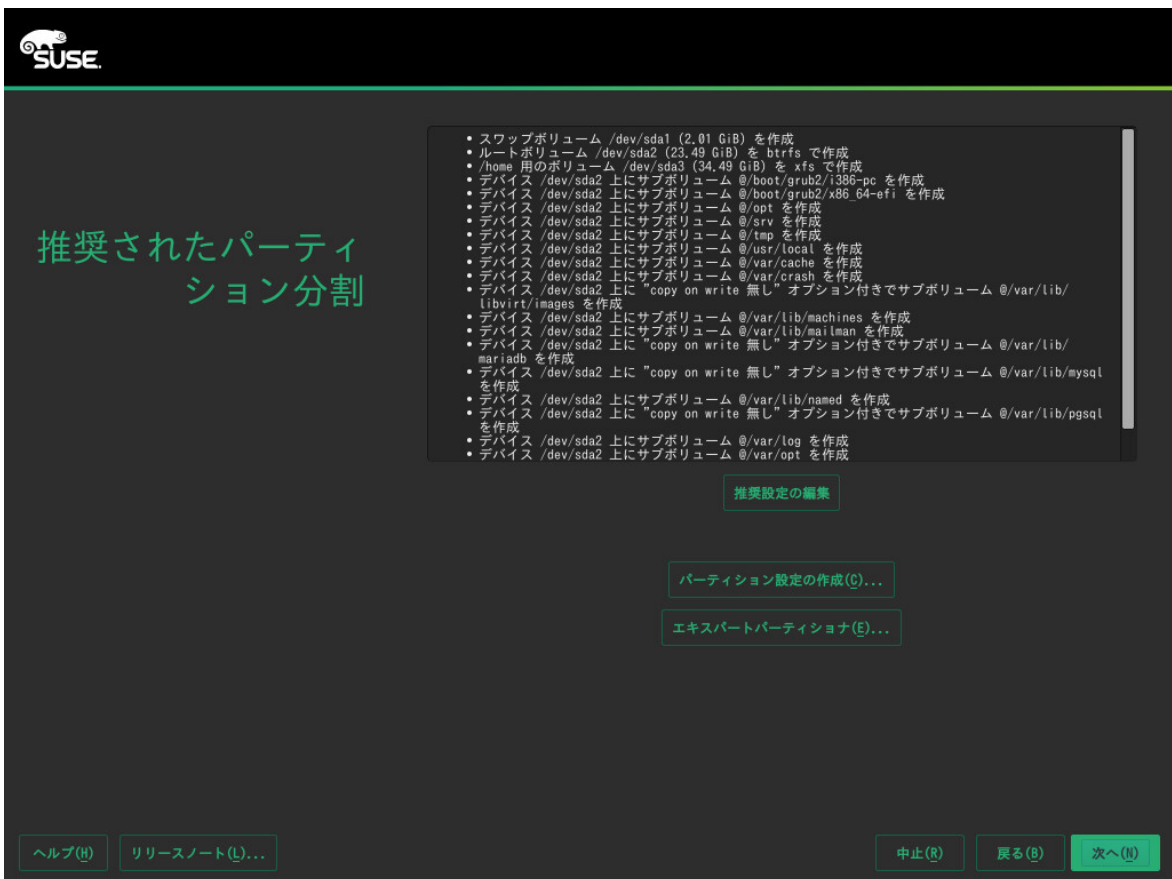 SUSE.
推奨されたパーティ
ション分割
• スワップボリューム /dev/sda1 (2.01 GiB) を作成
• ルートボリューム /dev/sda2 (23.49 GiB) を btrfs で作成
• /home 用のボリューム /dev/sda3 (34.49 GiB) を xfs で作成
• デバイス /dev/sda2 上にサブボリューム @/boot/grub2/i386-pc を作成
• デバイス /dev/sda2 上にサブボリューム @/boot/grub2/x86_64-efi を作成
• デバイス /dev/sda2 上にサブボリューム @/opt を作成
• デバイス /dev/sda2 上にサブボリューム @/srv を作成
• デバイス /dev/sda2 上にサブボリューム @/tmp を作成
• デバイス /dev/sda2 上にサブボリューム @/usr/local を作成
• デバイス /dev/sda2 上にサブボリューム @/var/cache を作成
• デバイス /dev/sda2 上にサブボリューム @/var/crash を作成
• デバイス /dev/sda2 上に "copy on write 無し" オプション付きでサブボリューム @/var/lib/
libvirt/images を作成
• デバイス /dev/sda2 上にサブボリューム @/var/lib/machines を作成
• デバイス /dev/sda2 上にサブボリューム @/var/lib/mailman を作成
• デバイス /dev/sda2 上に "copy on write 無し" オプション付きでサブボリューム @/var/lib/
mariadb を作成
• デバイス /dev/sda2 上に "copy on write 無し" オプション付きでサブボリューム @/var/lib/mysql
を作成
• デバイス /dev/sda2 上にサブボリューム @/var/lib/named を作成
• デバイス /dev/sda2 上に "copy on write 無し" オプション付きでサブボリューム @/var/lib/pgsql
を作成
• デバイス /dev/sda2 上にサブボリューム @/var/log を作成
• デバイス /dev/sda2 上にサブボリューム @/var/opt を作成
推奨設定の編集
パーティション設定の作成(C)...
エキスパートパーティショナ(E)...
ヘルプ(H) リリースノート(L)... 中止(R) 戻る(B) 次へ(N)